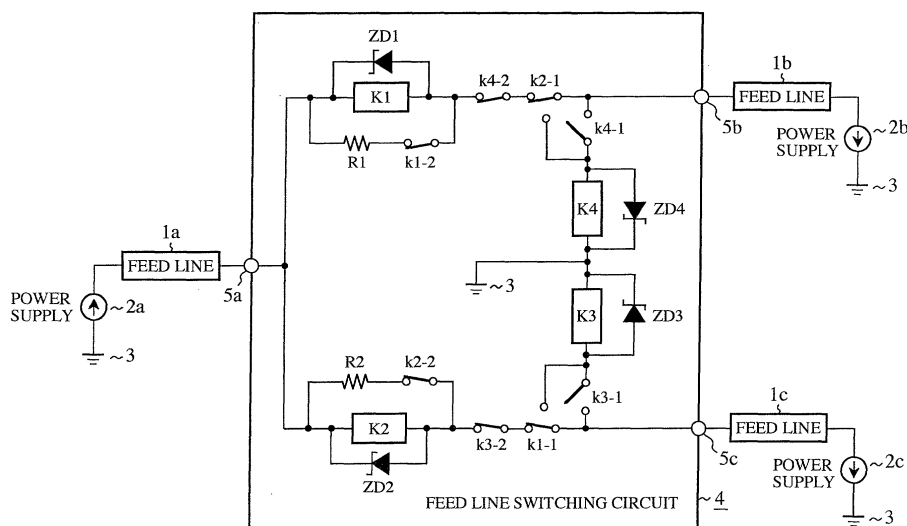 ZD1
K1
R1
k1-2
k4-2
k2-1
k4-1
5b
1b
FEED LINE
POWER
SUPPLY
2b
3
K4
ZD4
1a
FEED LINE
5a
POWER
SUPPLY
2a
3
3
K3
ZD3
R2
k2-2
K2
ZD2
k3-2
k1-1
k3-1
5c
1c
FEED LINE
POWER
SUPPLY
2c
3
FEED LINE SWITCHING CIRCUIT
4